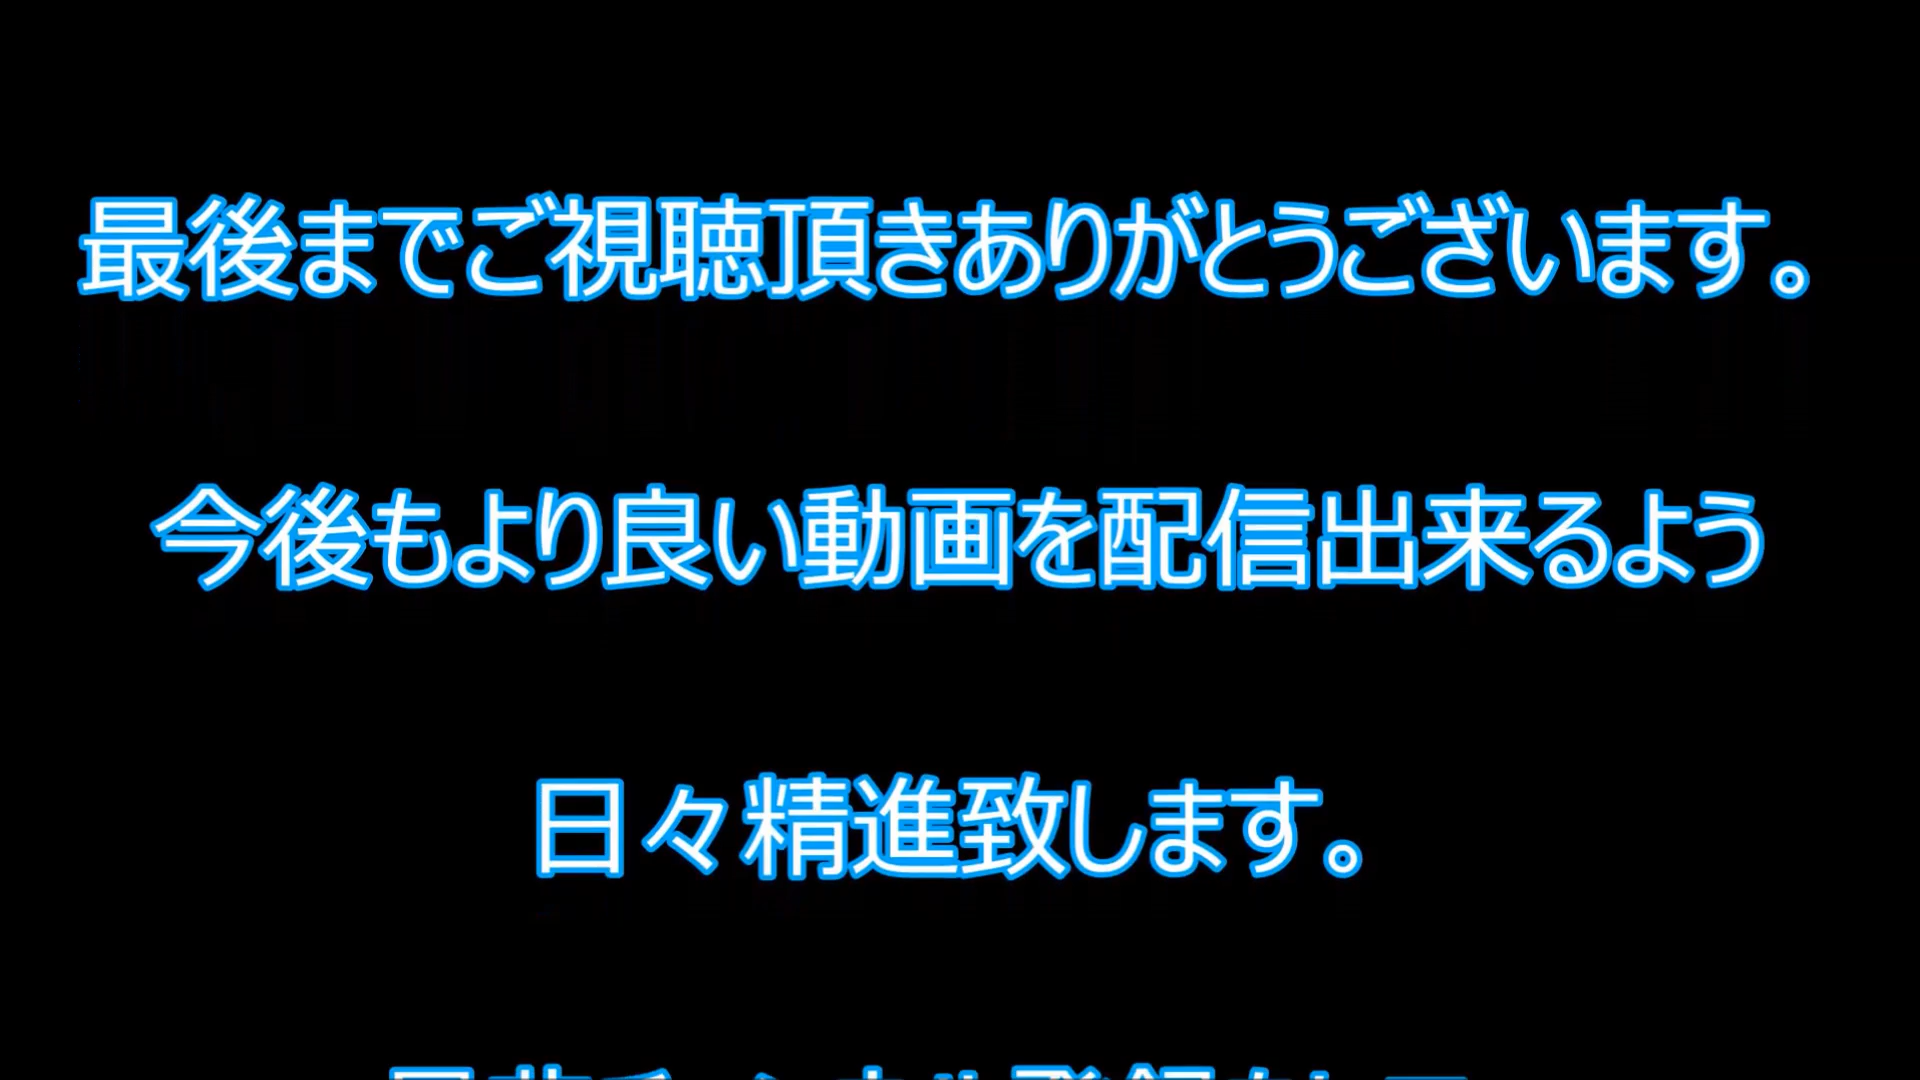 最後までご視聴頂きありがとうございます。
今後もより良い動画を配信出来るよう
日々精進致します。